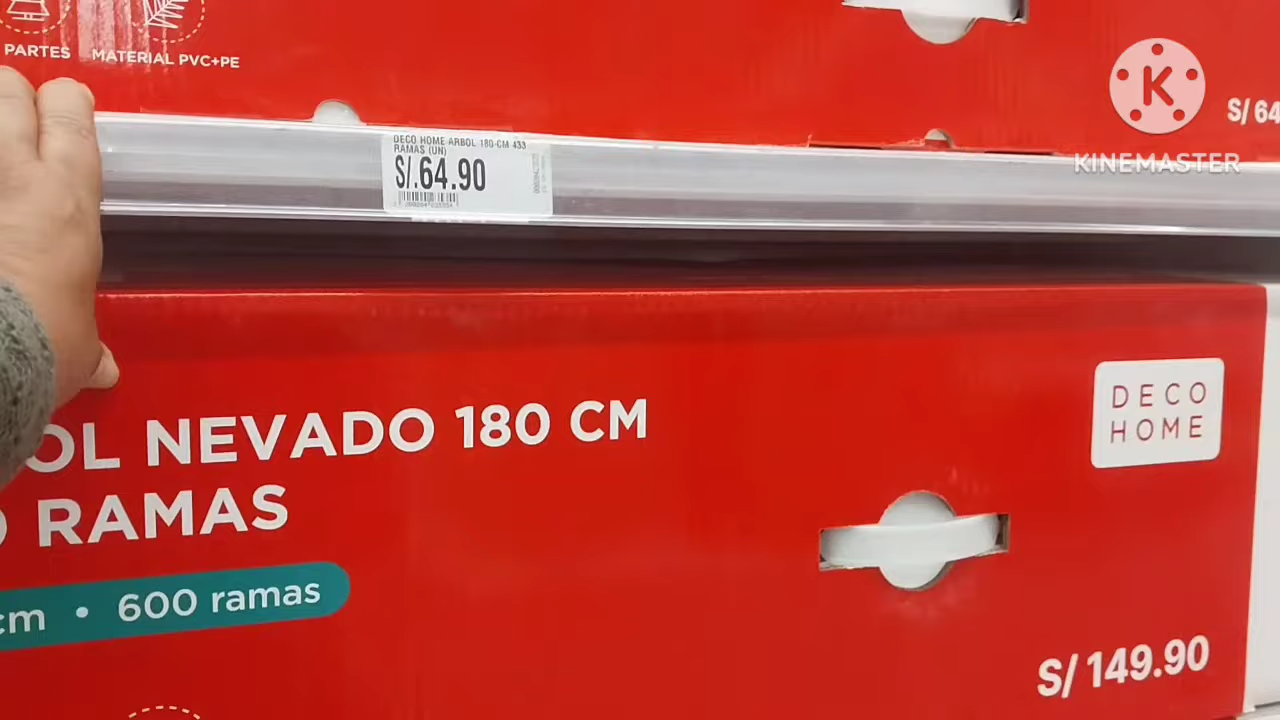 PARTES
MATERIAL PVC+PE
S/ 64
KINEMASTER
DECO HOME ARBOL 180-CM 433
RAMAS (UN)
S/.64.90
DECO
HOME
OL NEVADO 180 CM
RAMAS
cm • 600 ramas
S/ 149.90